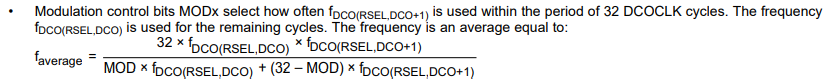 • Modulation control bits MODx select how often fDCO(RSEL,DCO+1) is used within the period of 32 DCOCLK cycles. The frequency
fDCO(RSEL,DCO) is used for the remaining cycles. The frequency is an average equal to:
faverage = 32 × fDCO(RSEL,DCO) × fDCO(RSEL,DCO+1)
MOD × fDCO(RSEL,DCO) + (32 – MOD) × fDCO(RSEL,DCO+1)